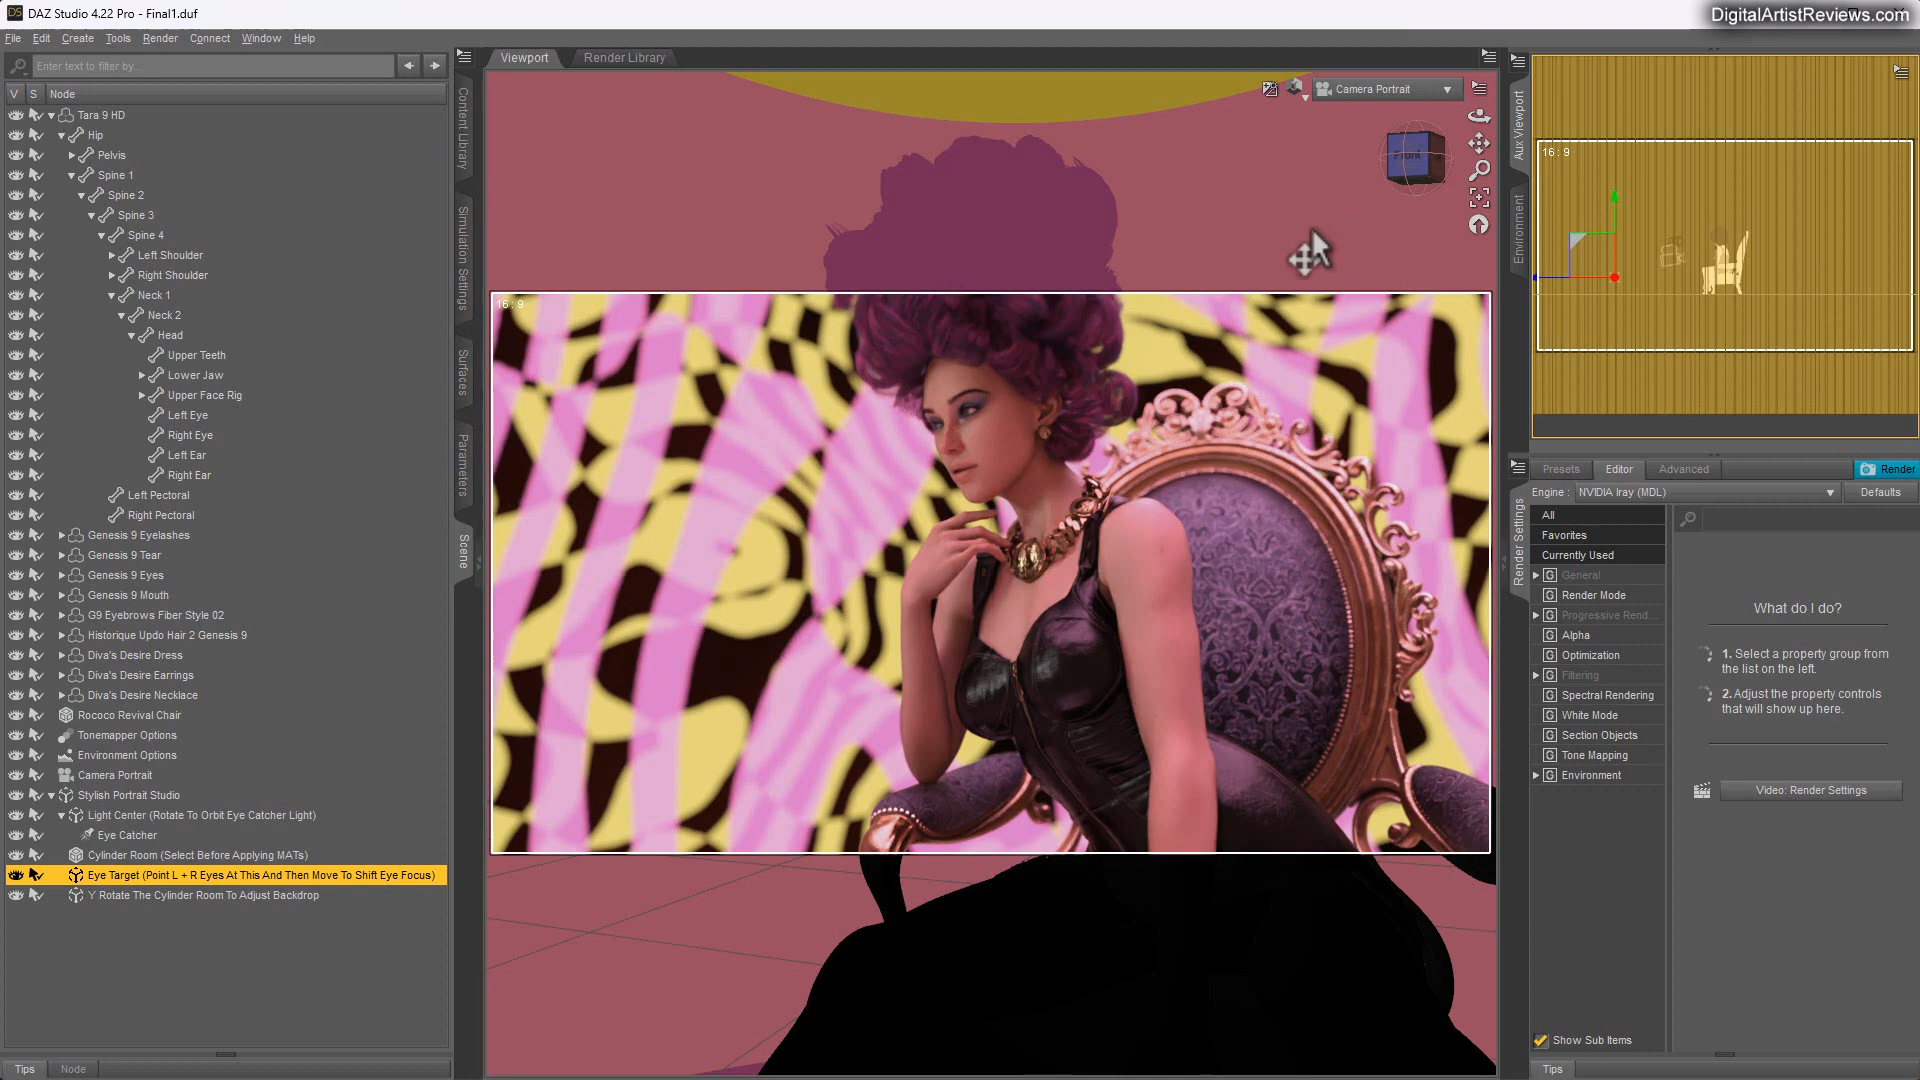 DAZ Studio 4.22 Pro - Final1.duf
DigitalArtistReviews.com
File Edit Create Tools Render Connect Window Help
Enter text to filter by...
V S Node
Tara 9 HD
Hip
Pelvis
Spine 1
Spine 2
Spine 3
Spine 4
Left Shoulder
Right Shoulder
Neck 1
Neck 2
Head
Upper Teeth
Lower Jaw
Upper Face Rig
Left Eye
Right Eye
Left Ear
Right Ear
Left Pectoral
Right Pectoral
Genesis 9 Eyelashes
Genesis 9 Tear
Genesis 9 Eyes
Genesis 9 Mouth
G9 Eyebrows Fiber Style 02
Historique Updo Hair 2 Genesis 9
Diva's Desire Dress
Diva's Desire Earrings
Diva's Desire Necklace
Rococo Revival Chair
Tonemapper Options
Environment Options
Camera Portrait
Stylish Portrait Studio
Light Center (Rotate To Orbit Eye Catcher Light)
Eye Catcher
Cylinder Room (Select Before Applying MATs)
Eye Target (Point L + R Eyes At This And Then Move To Shift Eye Focus)
Y Rotate The Cylinder Room To Adjust Backdrop
Tips Node
Content Library
Simulation Settings
Surfaces
Parameters
Scene
Viewport Render Library
Camera Portrait
Front
16 : 9
Aux Viewport
Environment
16 : 9
Render Settings
Presets Editor Advanced Render
Engine : NVIDIA Iray (MDL) Defaults
All
Favorites
Currently Used
General
Render Mode
Progressive Rend...
Alpha
Optimization
Filtering
Spectral Rendering
White Mode
Section Objects
Tone Mapping
Environment
What do I do?
1. Select a property group from
the list on the left.
2. Adjust the property controls
that will show up here.
Video: Render Settings
Show Sub Items
Tips